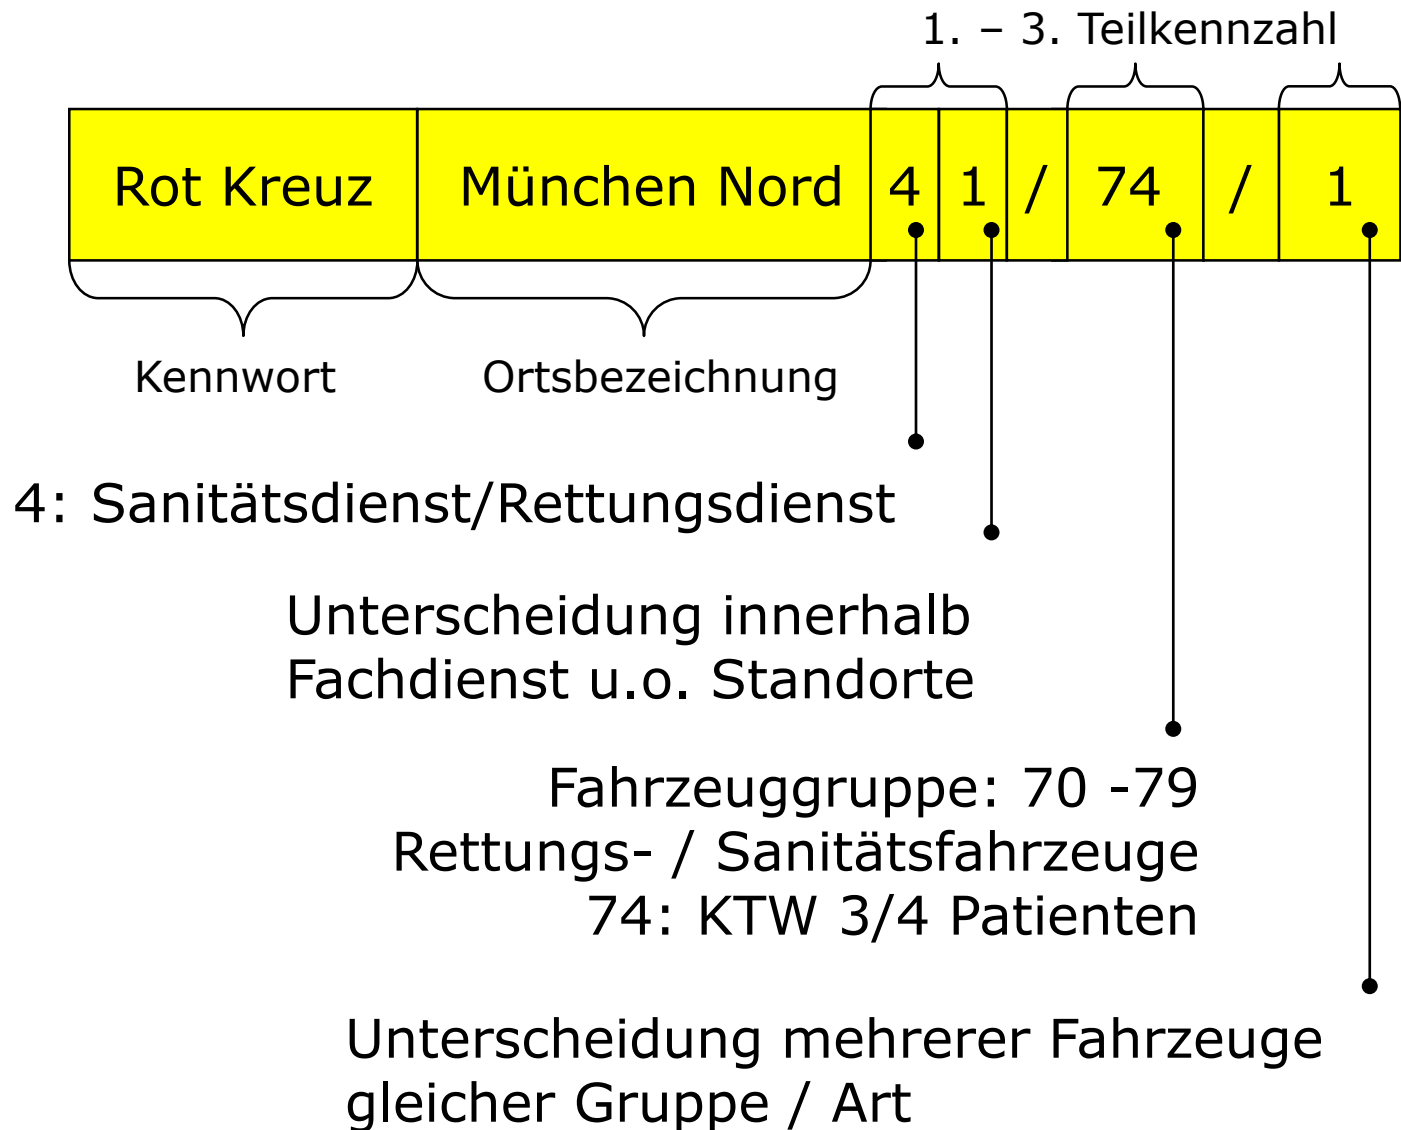 1. – 3. Teilkennzahl
Rot Kreuz München Nord 4 1 / 74 / 1
Kennwort Ortsbezeichnung
4: Sanitätsdienst/Rettungsdienst
Unterscheidung innerhalb
Fachdienst u.o. Standorte
Fahrzeuggruppe: 70 -79
Rettungs- / Sanitätsfahrzeuge
74: KTW 3/4 Patienten
Unterscheidung mehrerer Fahrzeuge
gleicher Gruppe / Art